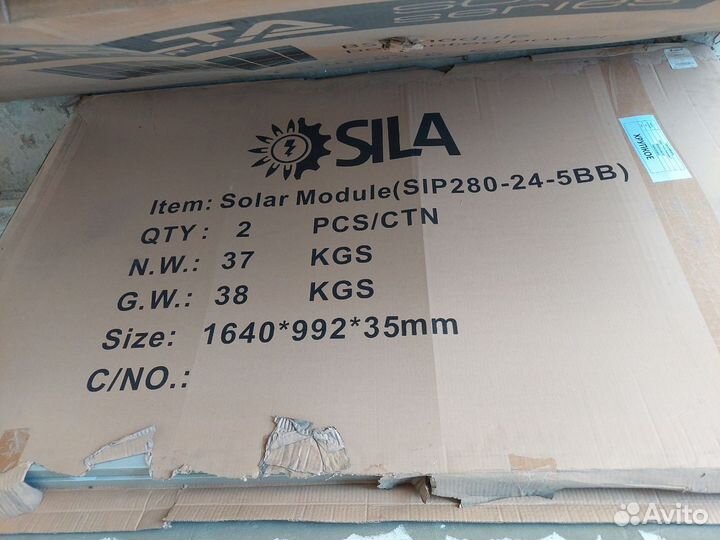 SILA
Item: Solar Module(SIP280-24-5BB)
QTY: 2 PCS/CTN
N.W.: 37 KGS
G.W.: 38 KGS
Size: 1640*992*35mm
C/NO.:
ХРУПКОЕ
Avito